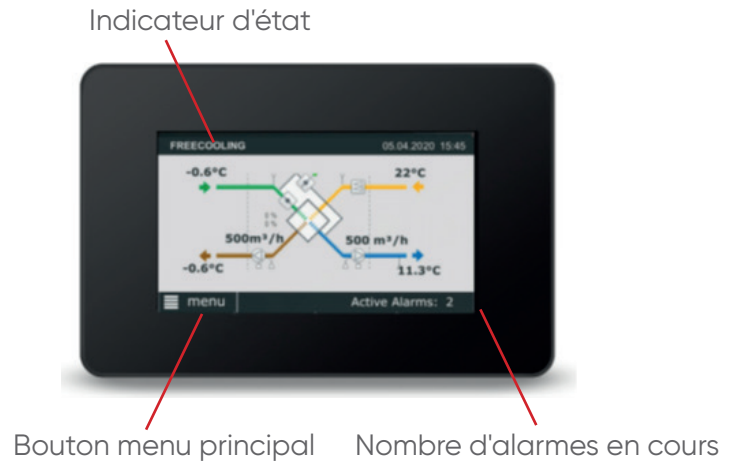 Indicateur d'état
FREECOOLING 05.04.2020 15:45
-0.6°C 22°C
500m³/h 500 m³/h
-0.6°C 11.3°C
menu Active Alarms: 2
Bouton menu principal Nombre d'alarmes en cours